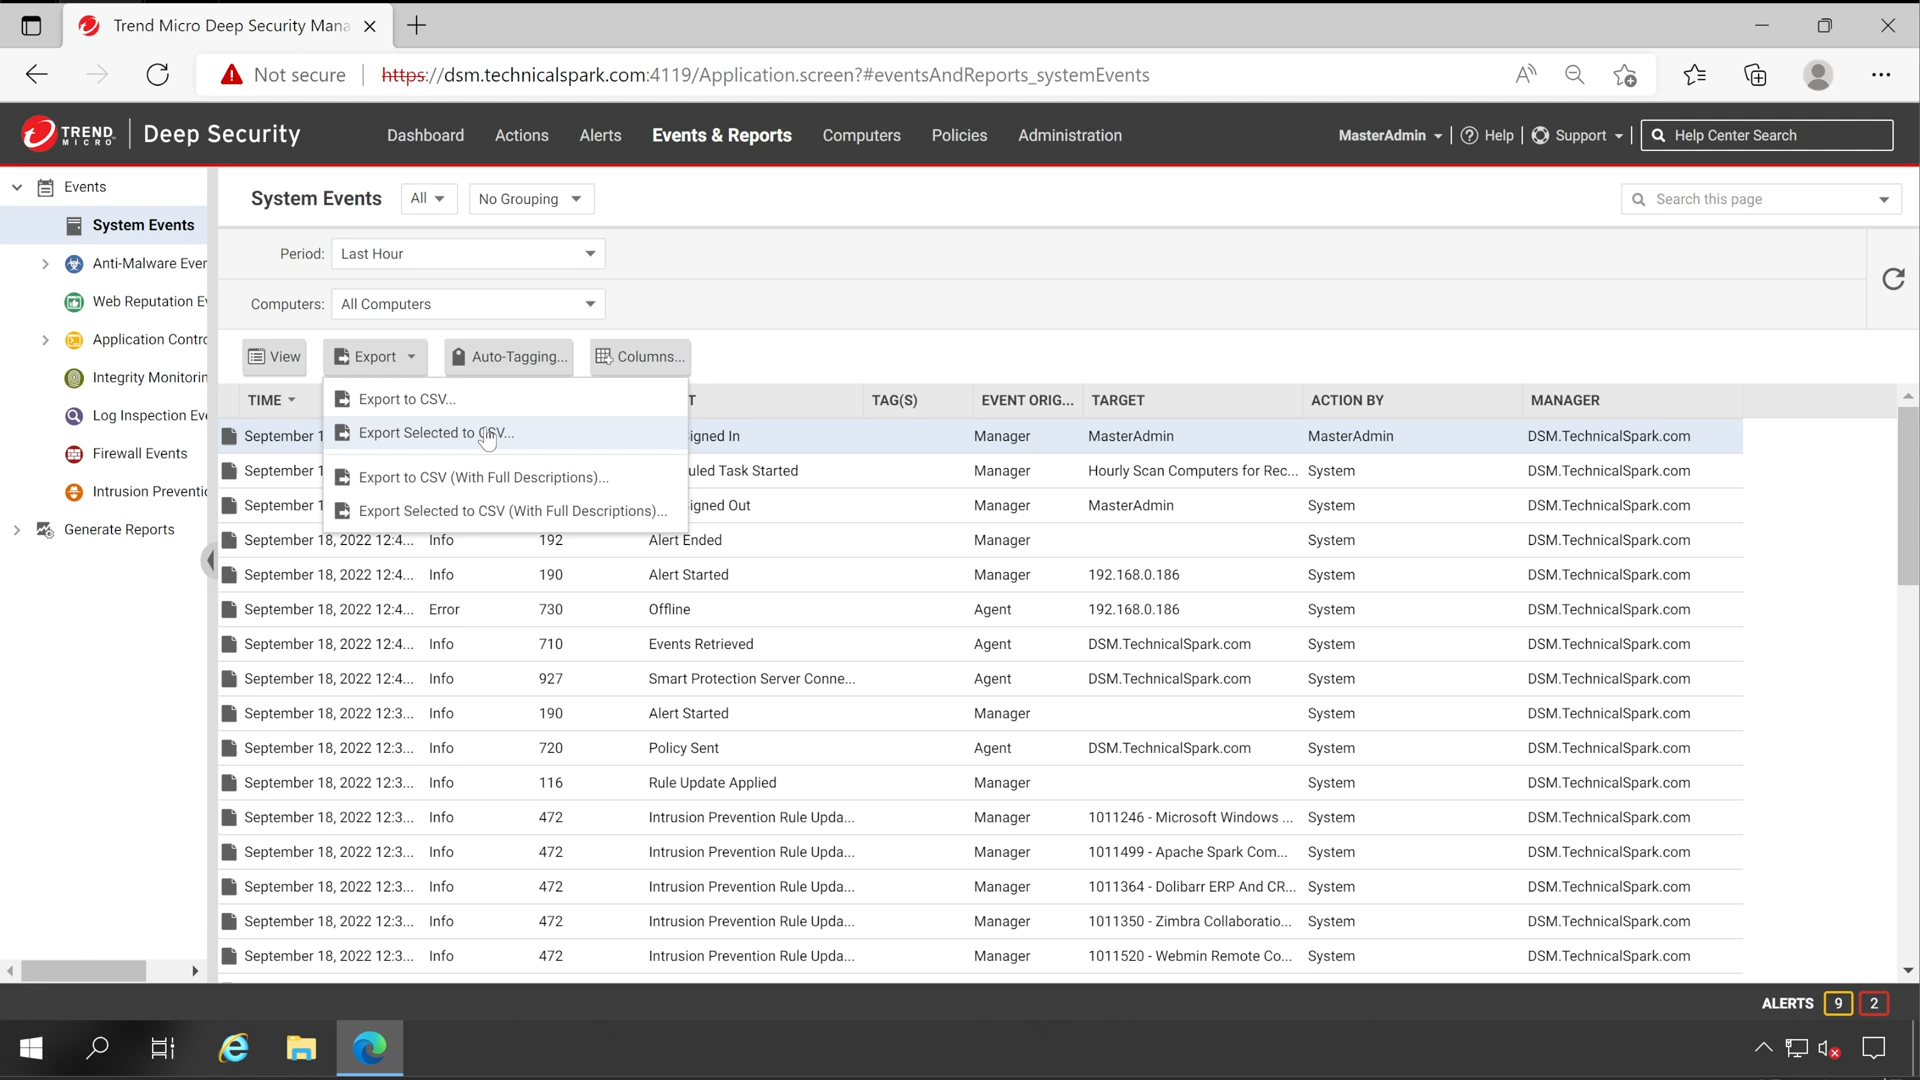 Trend Micro Deep Security Mana
Not secure
https://dsm.technicalspark.com:4119/Application.screen?#eventsAndReports_systemEvents
TREND MICRO
Deep Security
Dashboard Actions Alerts Events & Reports Computers Policies Administration
MasterAdmin Help Support Help Center Search
Events
System Events
Anti-Malware Ever
Web Reputation Ev
Application Contro
Integrity Monitorin
Log Inspection Eve
Firewall Events
Intrusion Preventio
Generate Reports
System Events All No Grouping Search this page
Period: Last Hour
Computers: All Computers
View Export Auto-Tagging... Columns...
Export to CSV...
Export Selected to CSV...
Export to CSV (With Full Descriptions)...
Export Selected to CSV (With Full Descriptions)...
TIME T TAG(S) EVENT ORIG... TARGET ACTION BY MANAGER
September 1 igned In Manager MasterAdmin MasterAdmin DSM.TechnicalSpark.com
September 1 uled Task Started Manager Hourly Scan Computers for Rec... System DSM.TechnicalSpark.com
September 1 igned Out Manager MasterAdmin System DSM.TechnicalSpark.com
September 18, 2022 12:4... Info 192 Alert Ended Manager System DSM.TechnicalSpark.com
September 18, 2022 12:4... Info 190 Alert Started Manager 192.168.0.186 System DSM.TechnicalSpark.com
September 18, 2022 12:4... Error 730 Offline Agent 192.168.0.186 System DSM.TechnicalSpark.com
September 18, 2022 12:4... Info 710 Events Retrieved Agent DSM.TechnicalSpark.com System DSM.TechnicalSpark.com
September 18, 2022 12:4... Info 927 Smart Protection Server Conne... Agent DSM.TechnicalSpark.com System DSM.TechnicalSpark.com
September 18, 2022 12:3... Info 190 Alert Started Manager System DSM.TechnicalSpark.com
September 18, 2022 12:3... Info 720 Policy Sent Agent DSM.TechnicalSpark.com System DSM.TechnicalSpark.com
September 18, 2022 12:3... Info 116 Rule Update Applied Manager System DSM.TechnicalSpark.com
September 18, 2022 12:3... Info 472 Intrusion Prevention Rule Upda... Manager 1011246 - Microsoft Windows ... System DSM.TechnicalSpark.com
September 18, 2022 12:3... Info 472 Intrusion Prevention Rule Upda... Manager 1011499 - Apache Spark Com... System DSM.TechnicalSpark.com
September 18, 2022 12:3... Info 472 Intrusion Prevention Rule Upda... Manager 1011364 - Dolibarr ERP And CR... System DSM.TechnicalSpark.com
September 18, 2022 12:3... Info 472 Intrusion Prevention Rule Upda... Manager 1011350 - Zimbra Collaboratio... System DSM.TechnicalSpark.com
September 18, 2022 12:3... Info 472 Intrusion Prevention Rule Upda... Manager 1011520 - Webmin Remote Co... System DSM.TechnicalSpark.com
ALERTS 9 2